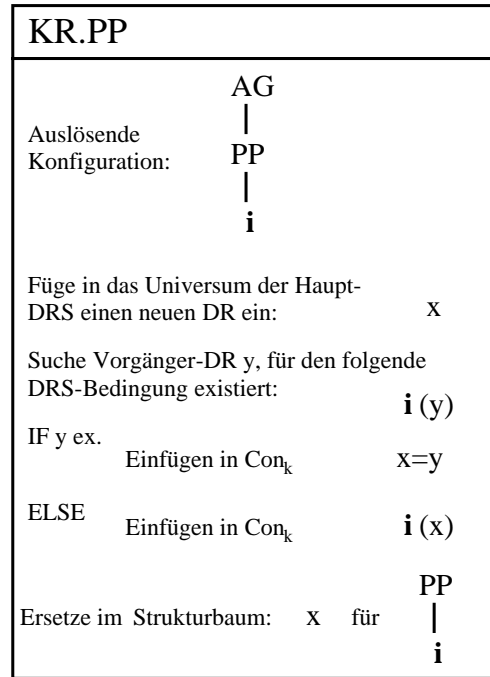 KR.PP
AG
Auslösende
Konfiguration:
PP
i
Füge in das Universum der Haupt-
DRS einen neuen DR ein: x
Suche Vorgänger-DR y, für den folgende
DRS-Bedingung existiert:
i (y)
IF y ex.
Einfügen in Conk x=y
ELSE
Einfügen in Conk i (x)
PP
Ersetze im Strukturbaum: x für
i